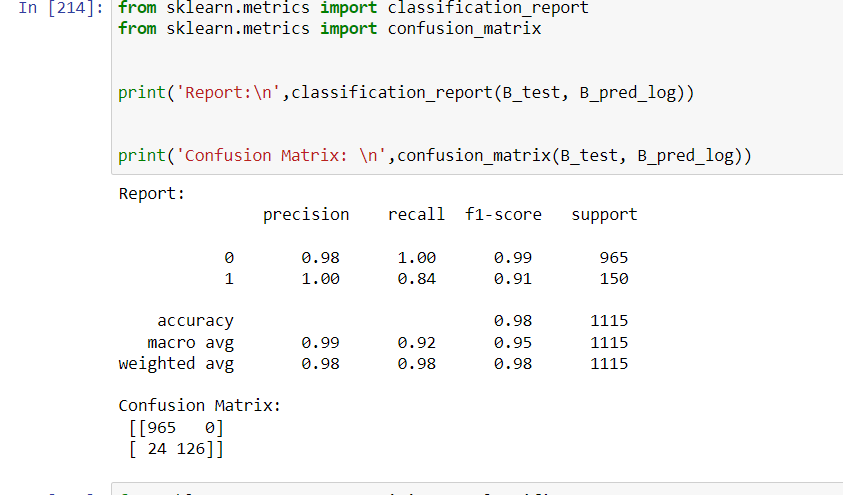 In [214]: from sklearn.metrics import classification_report
from sklearn.metrics import confusion_matrix
print('Report:\n',classification_report(B_test, B_pred_log))
print('Confusion Matrix: \n',confusion_matrix(B_test, B_pred_log))
Report:
precision recall f1-score support
0 0.98 1.00 0.99 965
1 1.00 0.84 0.91 150
accuracy 0.98 1115
macro avg 0.99 0.92 0.95 1115
weighted avg 0.98 0.98 0.98 1115
Confusion Matrix:
[[965 0]
[ 24 126]]